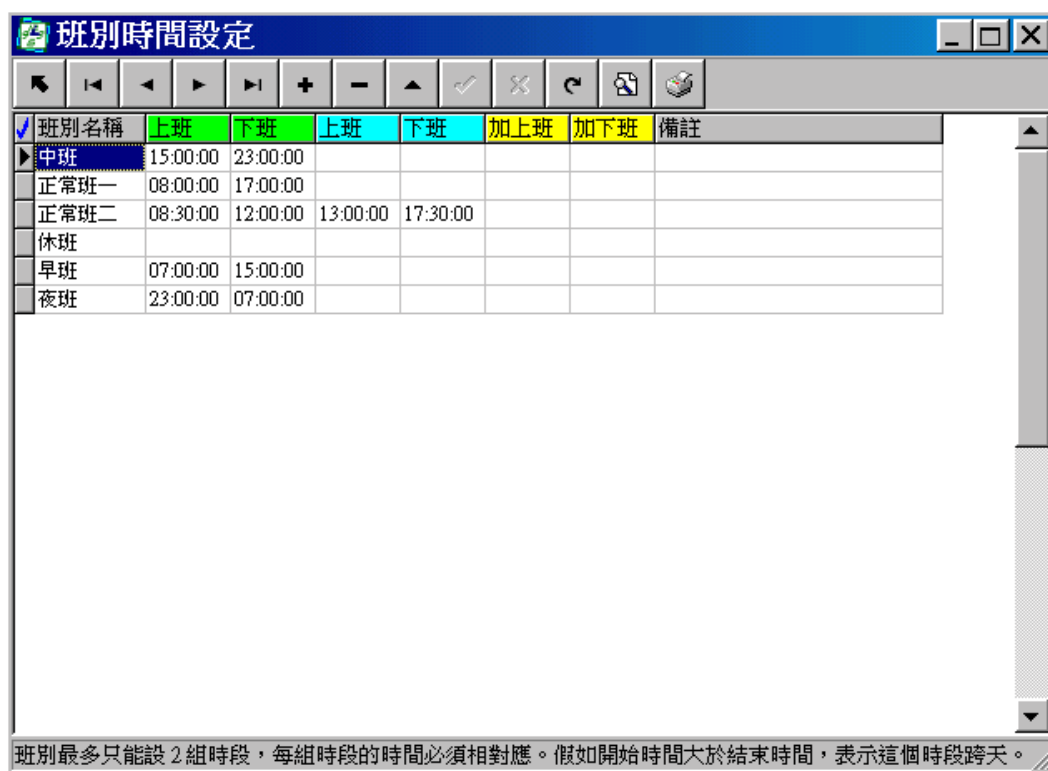 班別時間設定
班別名稱 上班 下班 上班 下班 加上班 加下班 備註
中班 15:00:00 23:00:00
正常班一 08:00:00 17:00:00
正常班二 08:30:00 12:00:00 13:00:00 17:30:00
休班
早班 07:00:00 15:00:00
夜班 23:00:00 07:00:00
班別最多只能設2組時段，每組時段的時間必須相對應。假如開始時間大於結束時間，表示這個時段跨天。